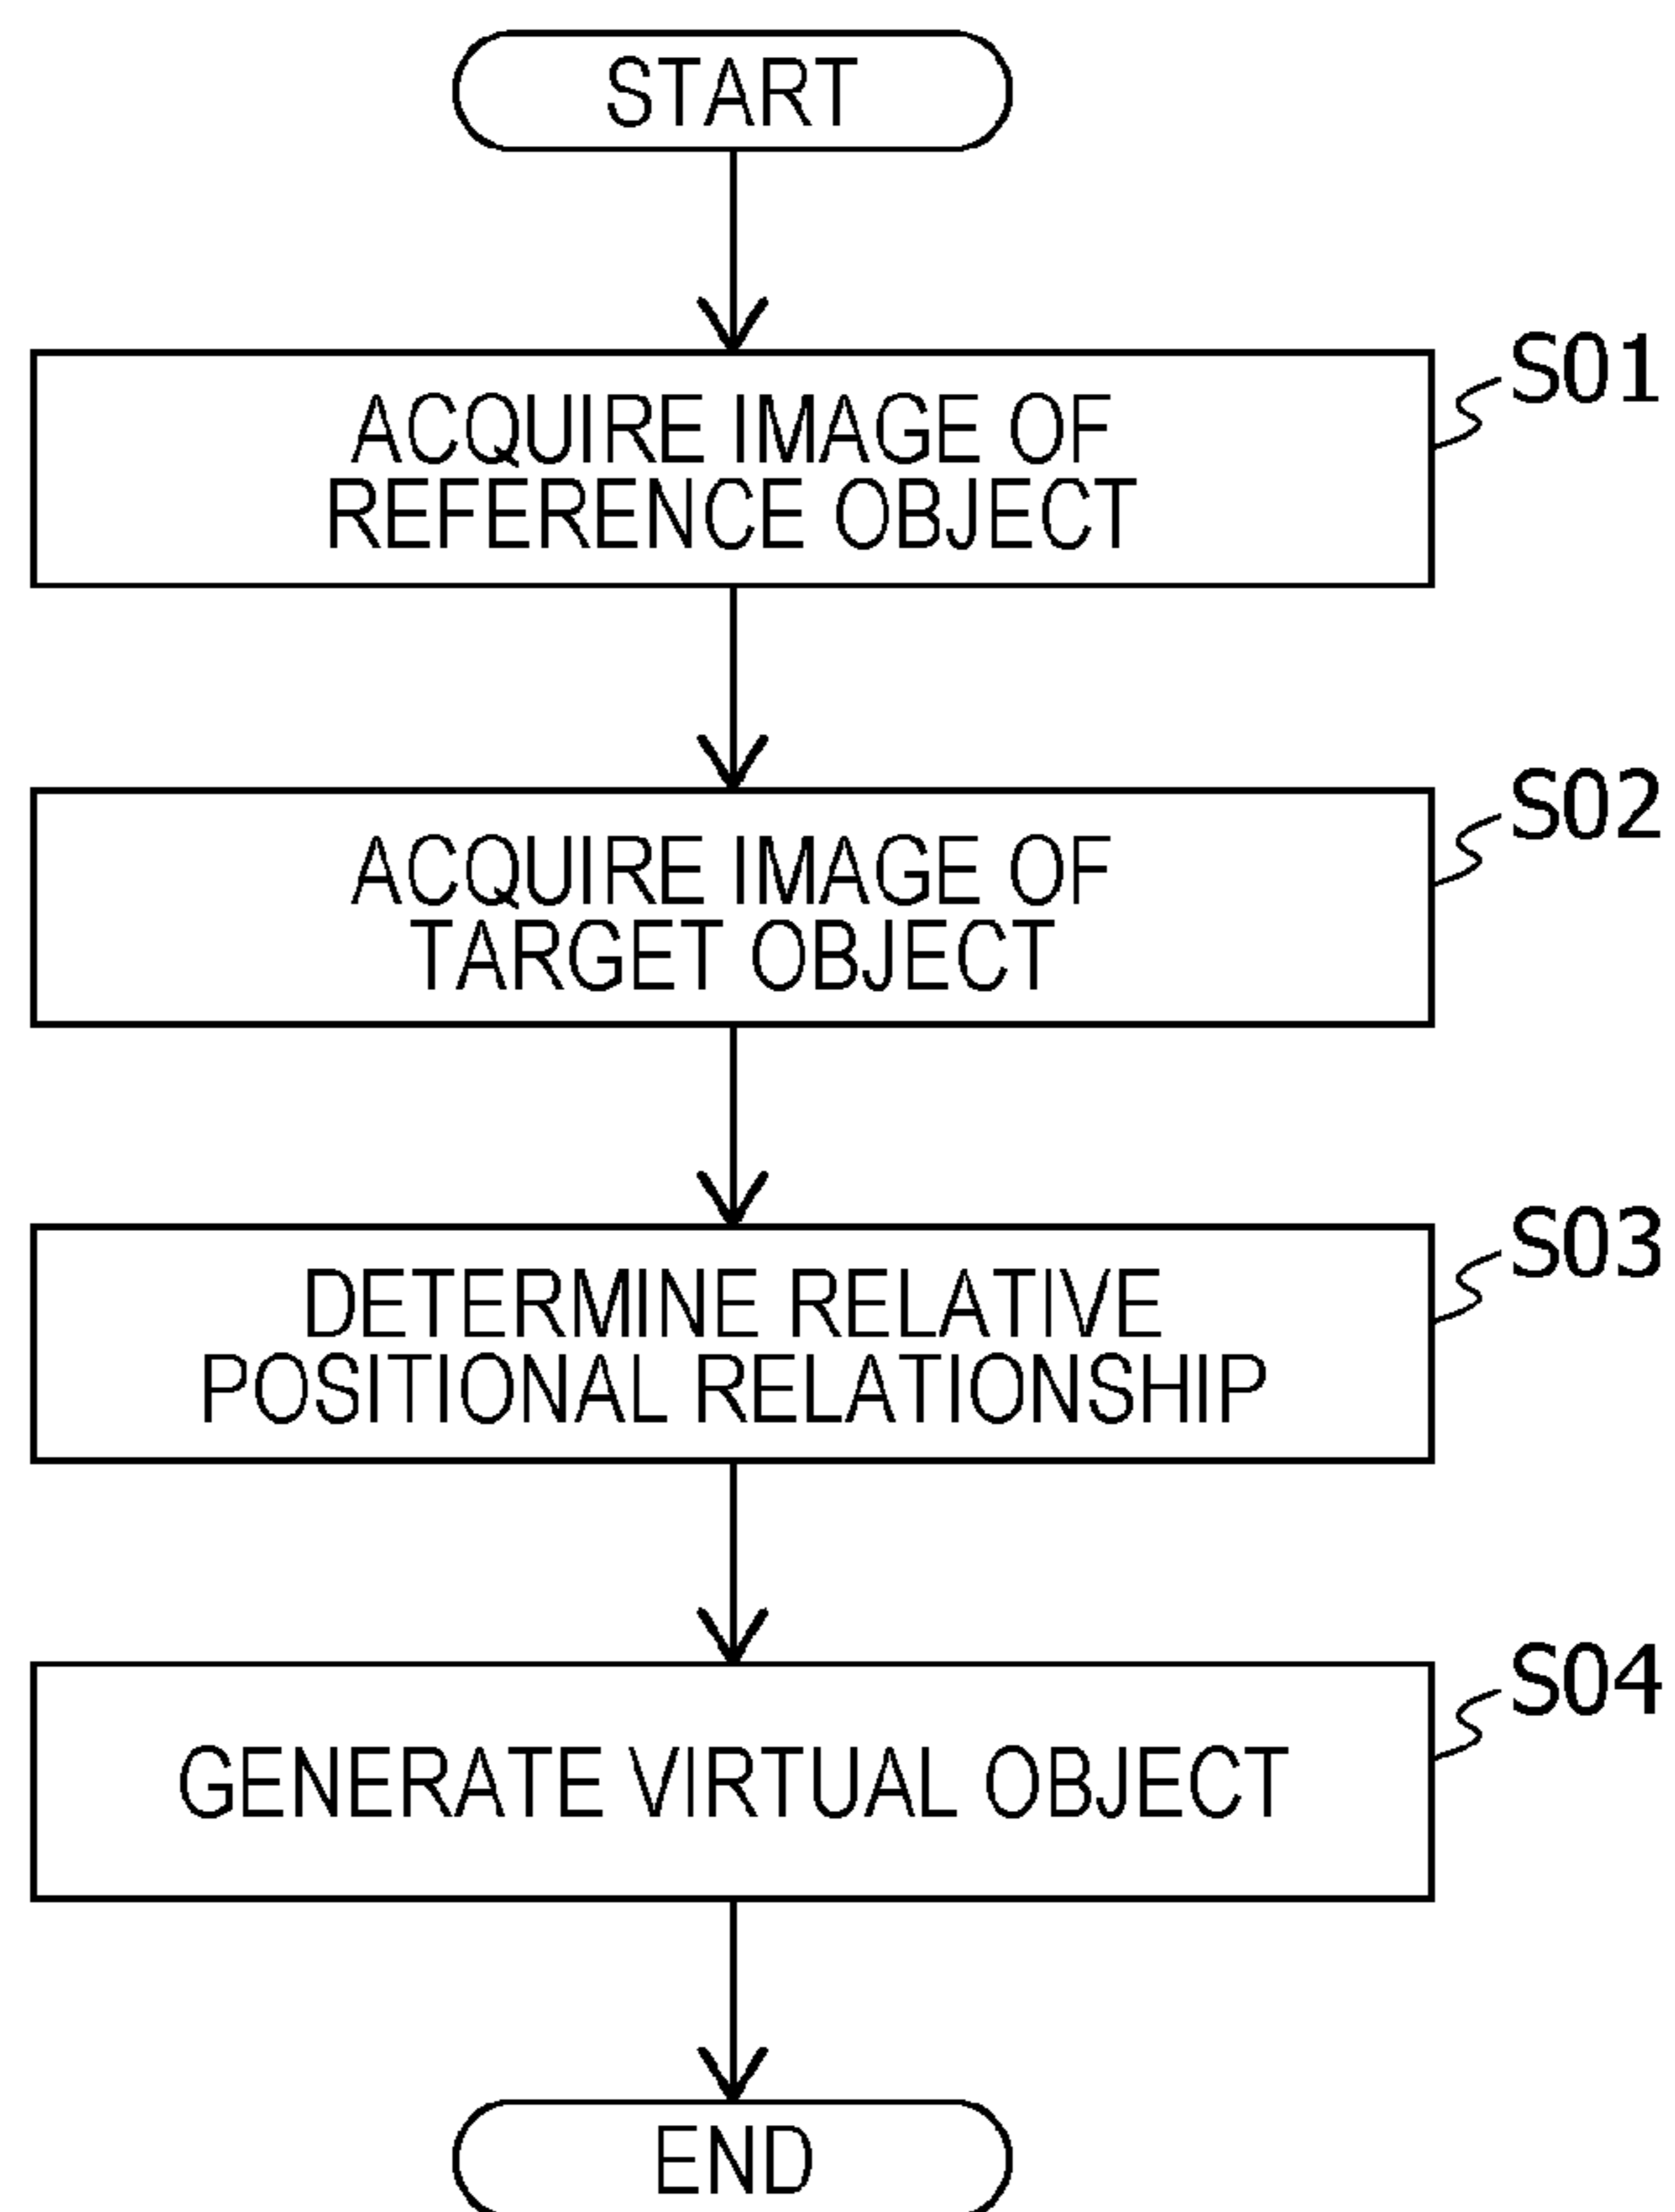 START
S01
ACQUIRE IMAGE OF
REFERENCE OBJECT
S02
ACQUIRE IMAGE OF
TARGET OBJECT
S03
DETERMINE RELATIVE
POSITIONAL RELATIONSHIP
S04
GENERATE VIRTUAL OBJECT
END